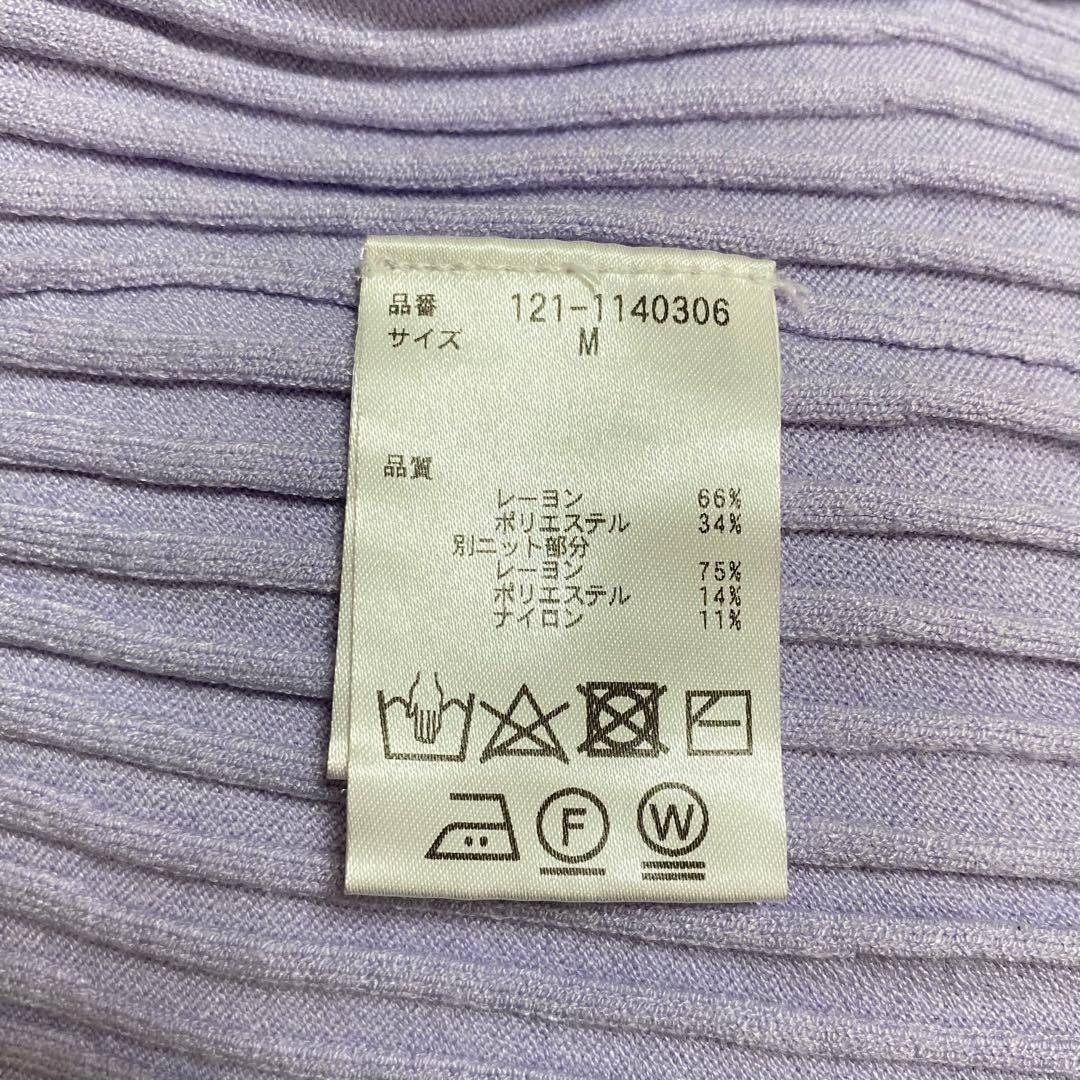 品番 121-1140306
サイズ M
品質
レーヨン 66%
ポリエステル 34%
別ニット部分
レーヨン 75%
ポリエステル 14%
ナイロン 11%
F W